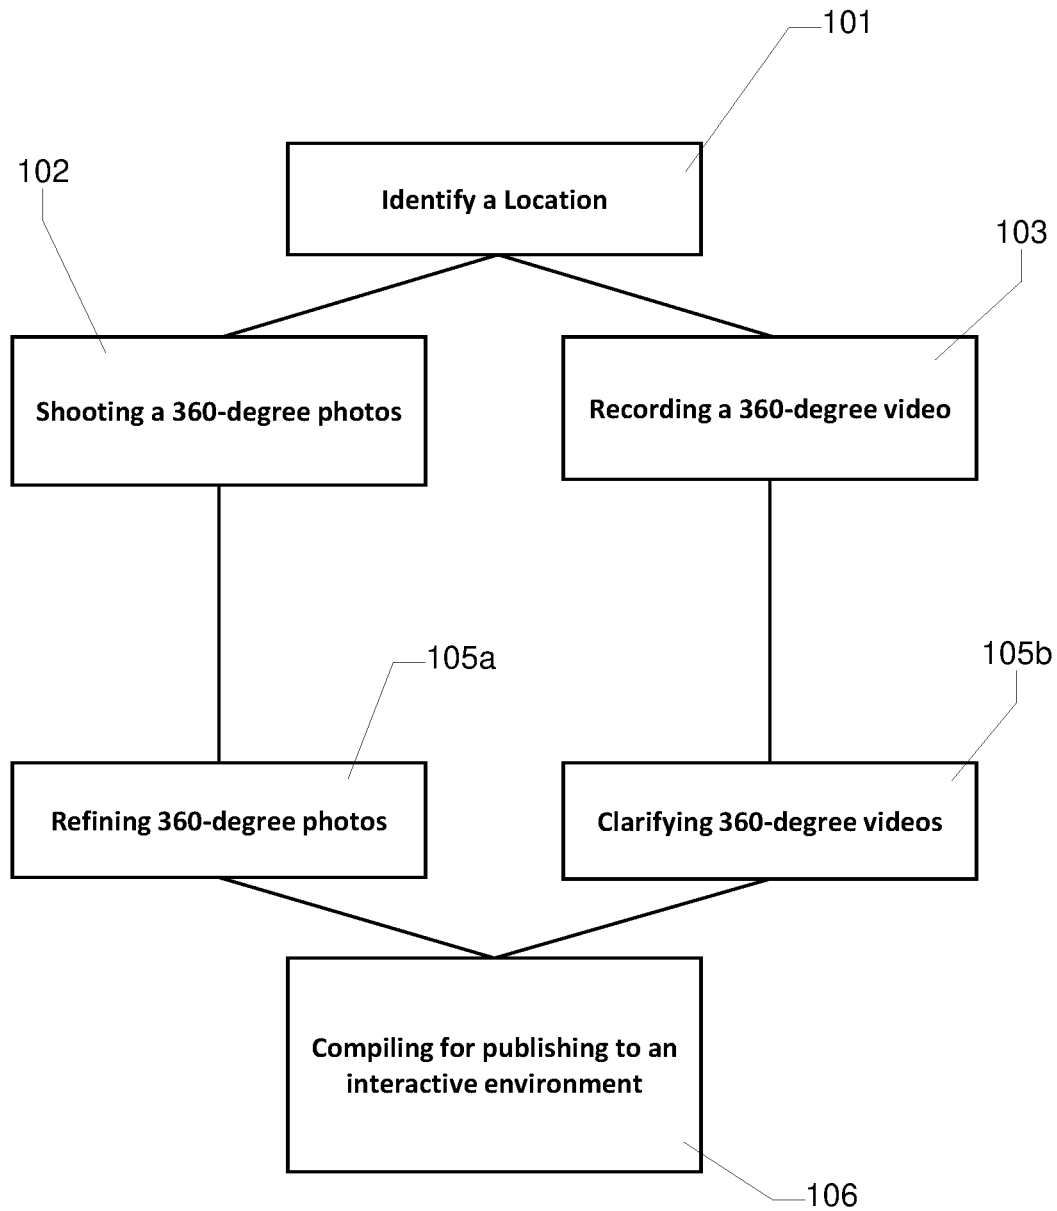 101
Identify a Location
102
103
Shooting a 360-degree photos
Recording a 360-degree video
105a
105b
Refining 360-degree photos
Clarifying 360-degree videos
Compiling for publishing to an
interactive environment
106